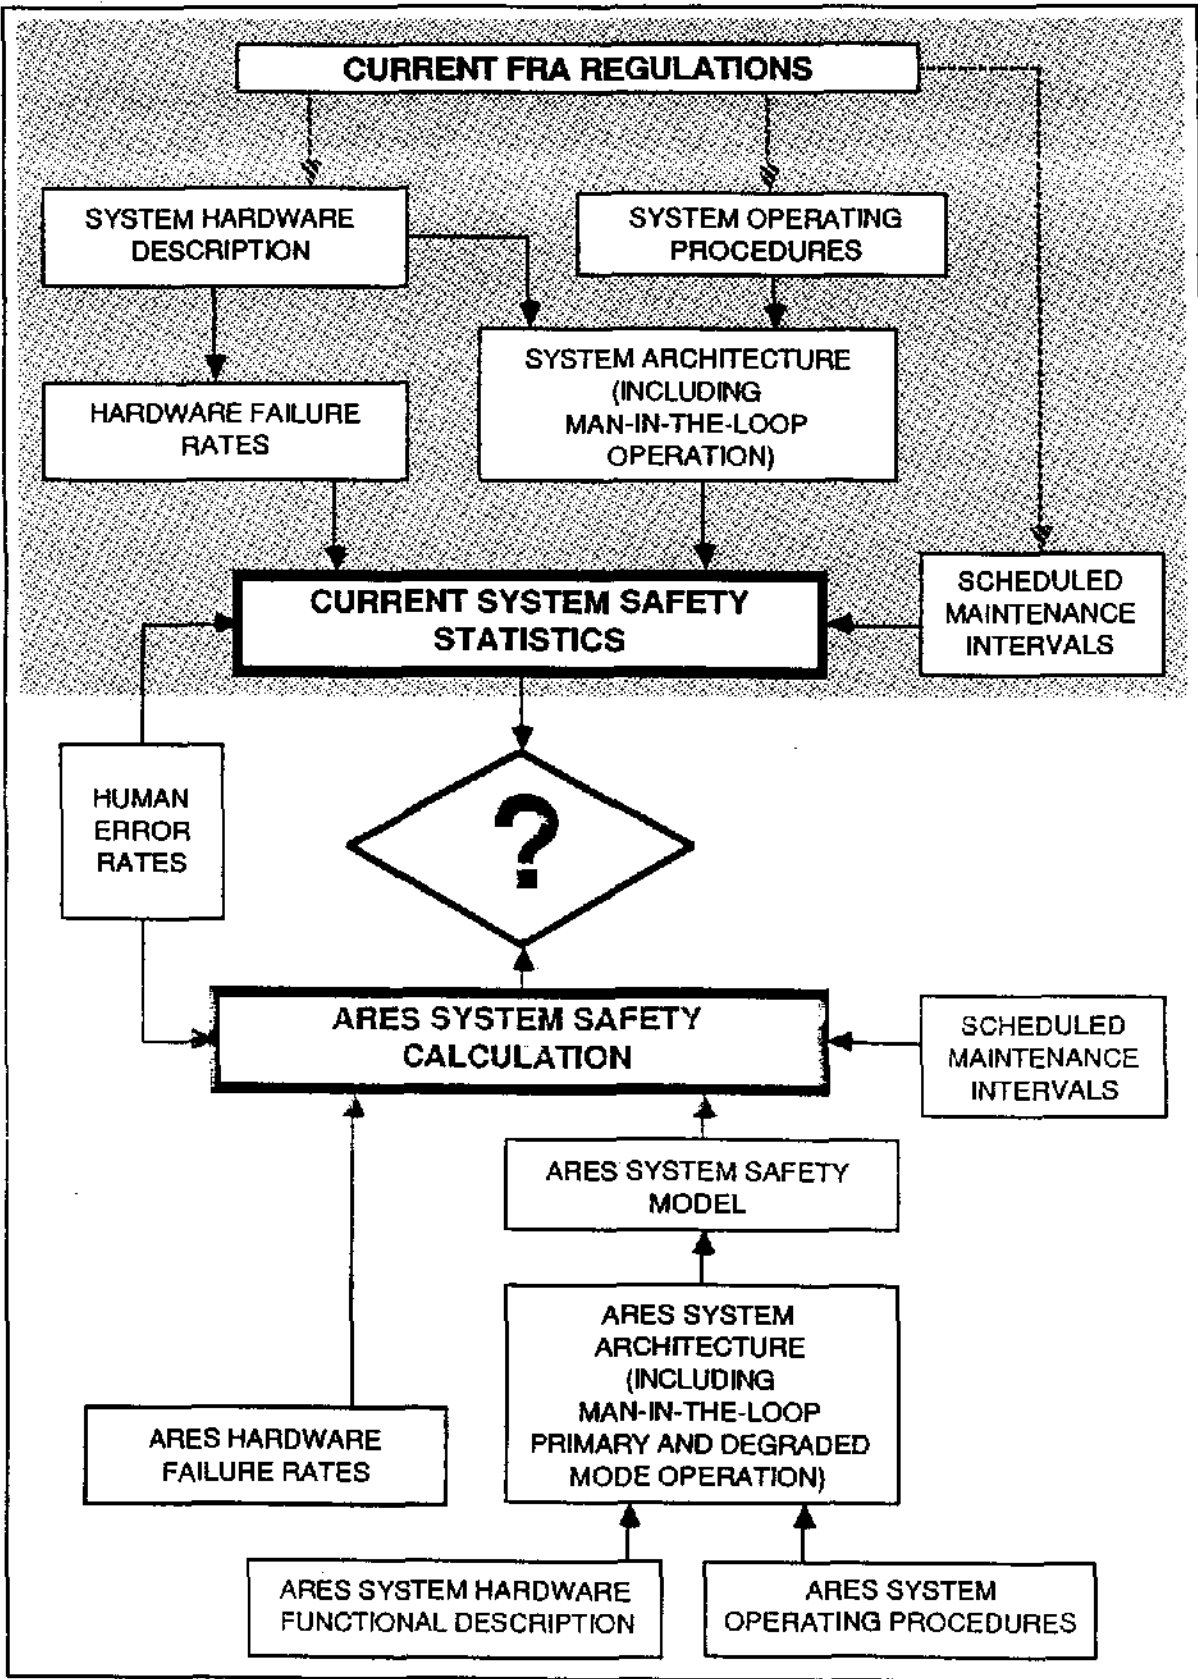 CURRENT FRA REGULATIONS
SYSTEM HARDWARE
DESCRIPTION
SYSTEM OPERATING
PROCEDURES
HARDWARE FAILURE
RATES
SYSTEM ARCHITECTURE
(INCLUDING
MAN-IN-THE-LOOP
OPERATION)
CURRENT SYSTEM SAFETY
STATISTICS
SCHEDULED
MAINTENANCE
INTERVALS
HUMAN
ERROR
RATES
?
ARES SYSTEM SAFETY
CALCULATION
SCHEDULED
MAINTENANCE
INTERVALS
ARES SYSTEM SAFETY
MODEL
ARES SYSTEM
ARCHITECTURE
(INCLUDING
MAN-IN-THE-LOOP
PRIMARY AND DEGRADED
MODE OPERATION)
ARES HARDWARE
FAILURE RATES
ARES SYSTEM HARDWARE
FUNCTIONAL DESCRIPTION
ARES SYSTEM
OPERATING PROCEDURES